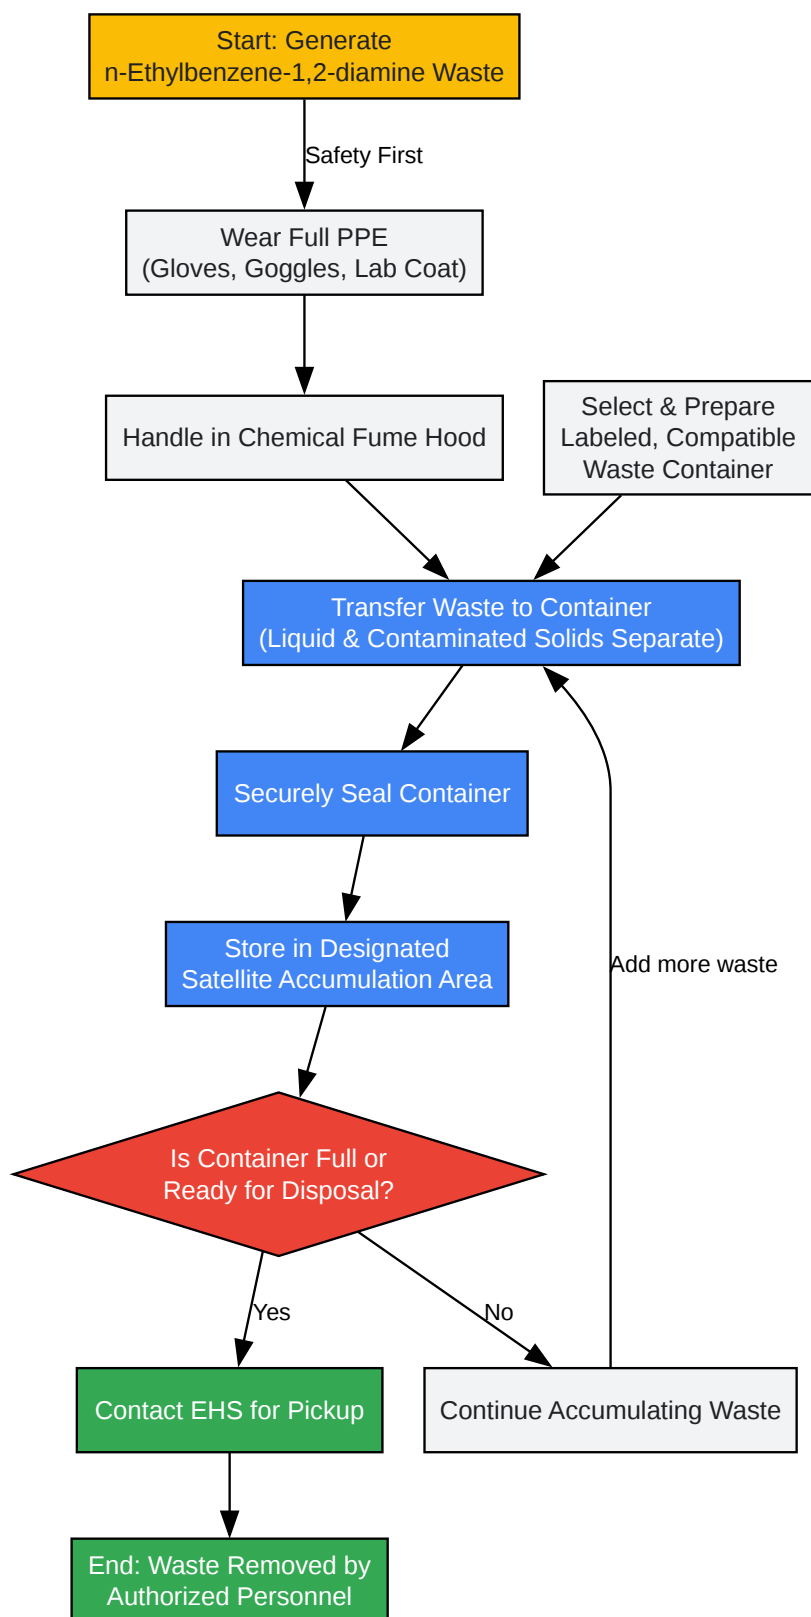 Start: Generate
n-Ethylbenzene-1,2-diamine Waste
Safety First
Wear Full PPE
(Gloves, Goggles, Lab Coat)
Handle in Chemical Fume Hood
Select & Prepare
Labeled, Compatible
Waste Container
Transfer Waste to Container
(Liquid & Contaminated Solids Separate)
Securely Seal Container
Store in Designated
Satellite Accumulation Area
Add more waste
Is Container Full or
Ready for Disposal?
Yes
No
Contact EHS for Pickup
Continue Accumulating Waste
End: Waste Removed by
Authorized Personnel